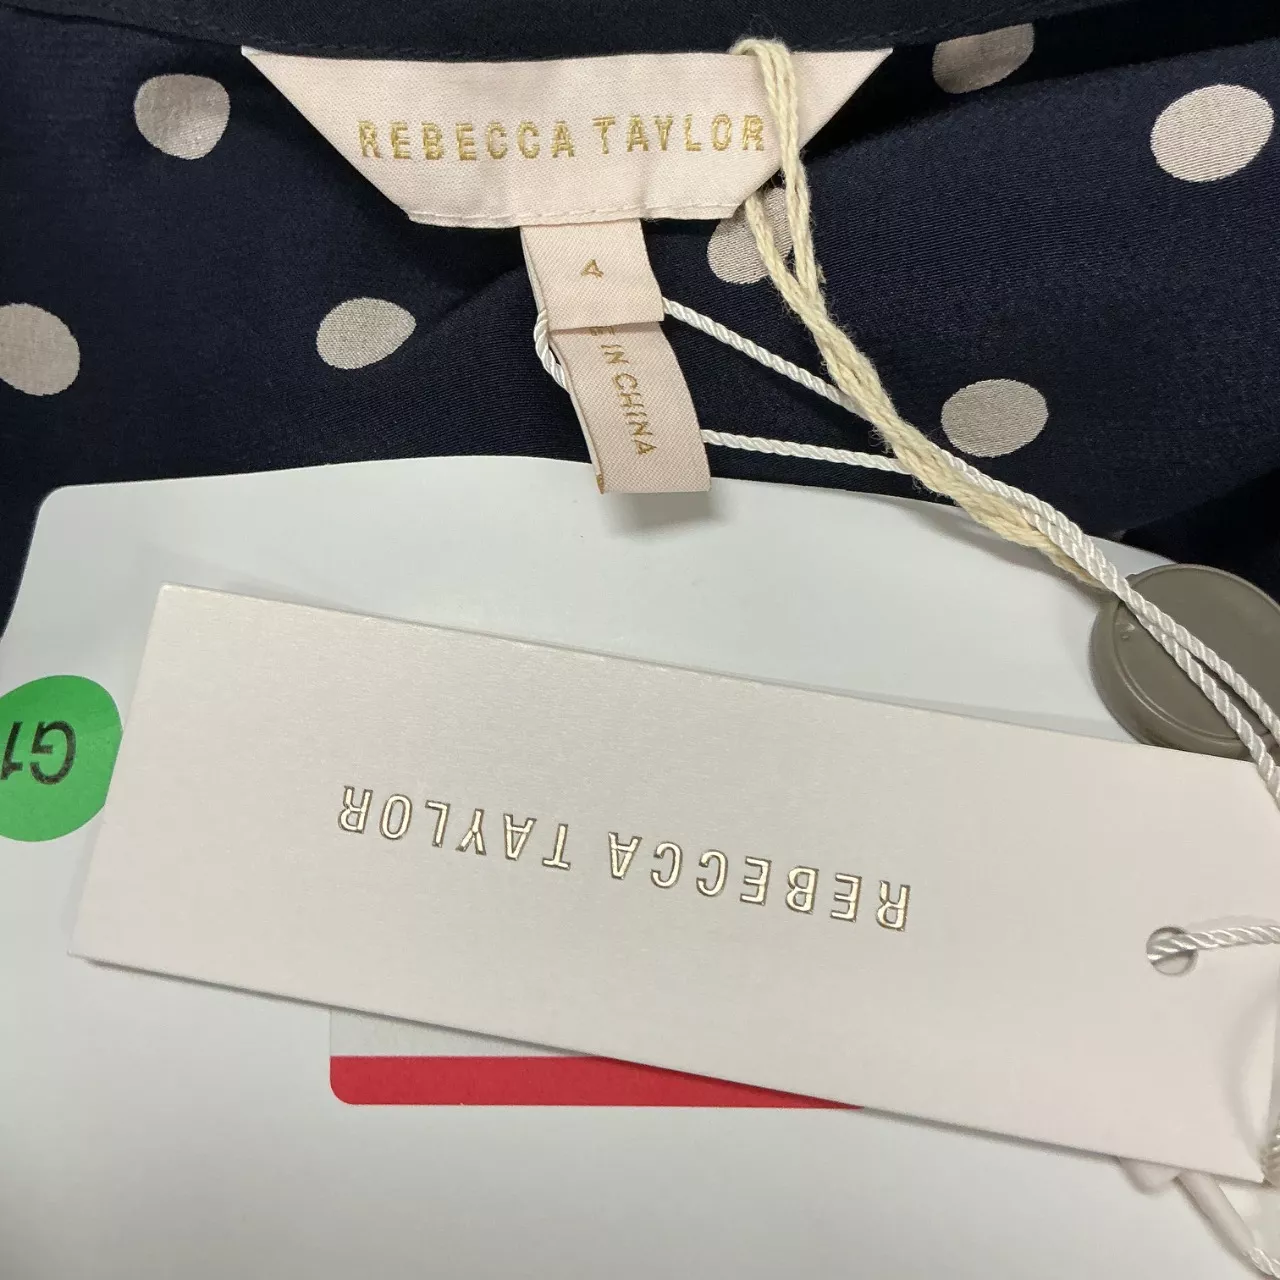 REBECCA TAYLOR
4
E IN CHINA
G1
REBECCA TAYLOR